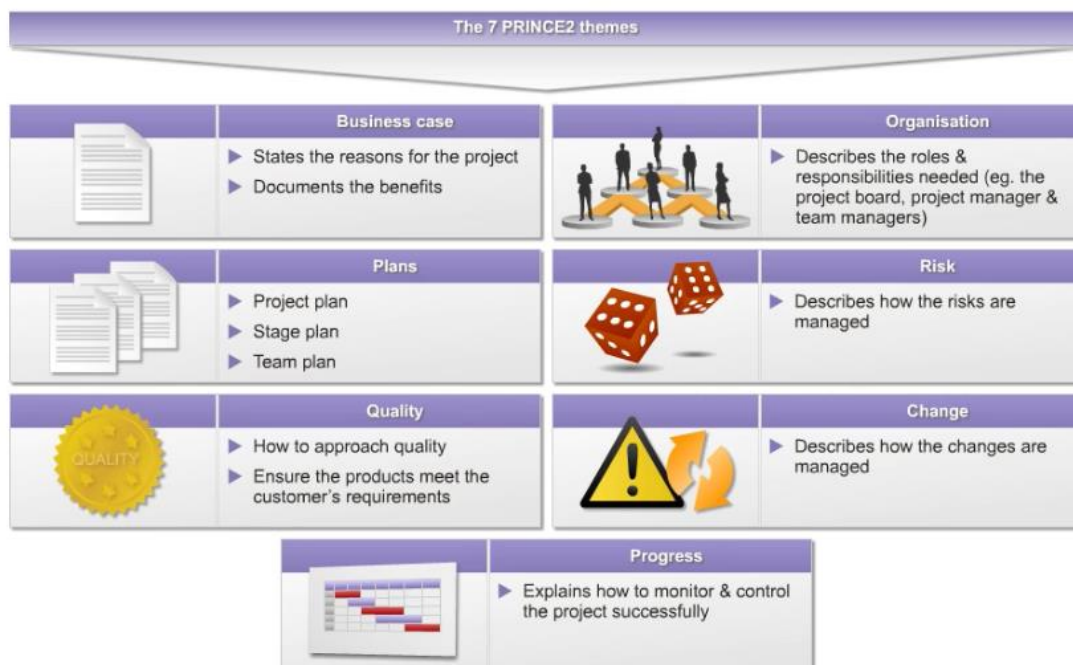 The 7 PRINCE2 themes
Business case
States the reasons for the project
Documents the benefits
Organisation
Describes the roles &
responsibilities needed (eg. the
project board, project manager &
team managers)
Plans
Project plan
Stage plan
Team plan
Risk
Describes how the risks are
managed
QUALITY
Quality
How to approach quality
Ensure the products meet the
customer's requirements
Change
Describes how the changes are
managed
Progress
Explains how to monitor & control
the project successfully